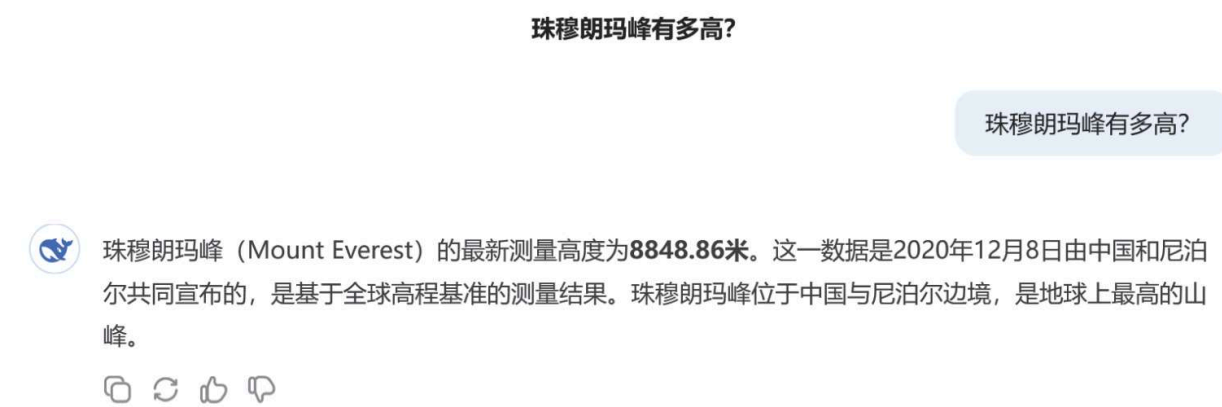 珠穆朗玛峰有多高?
珠穆朗玛峰有多高?
珠穆朗玛峰（Mount Everest）的最新测量高度为8848.86米。这一数据是2020年12月8日由中国和尼泊
尔共同宣布的，是基于全球高程基准的测量结果。珠穆朗玛峰位于中国与尼泊尔边境，是地球上最高的山
峰。